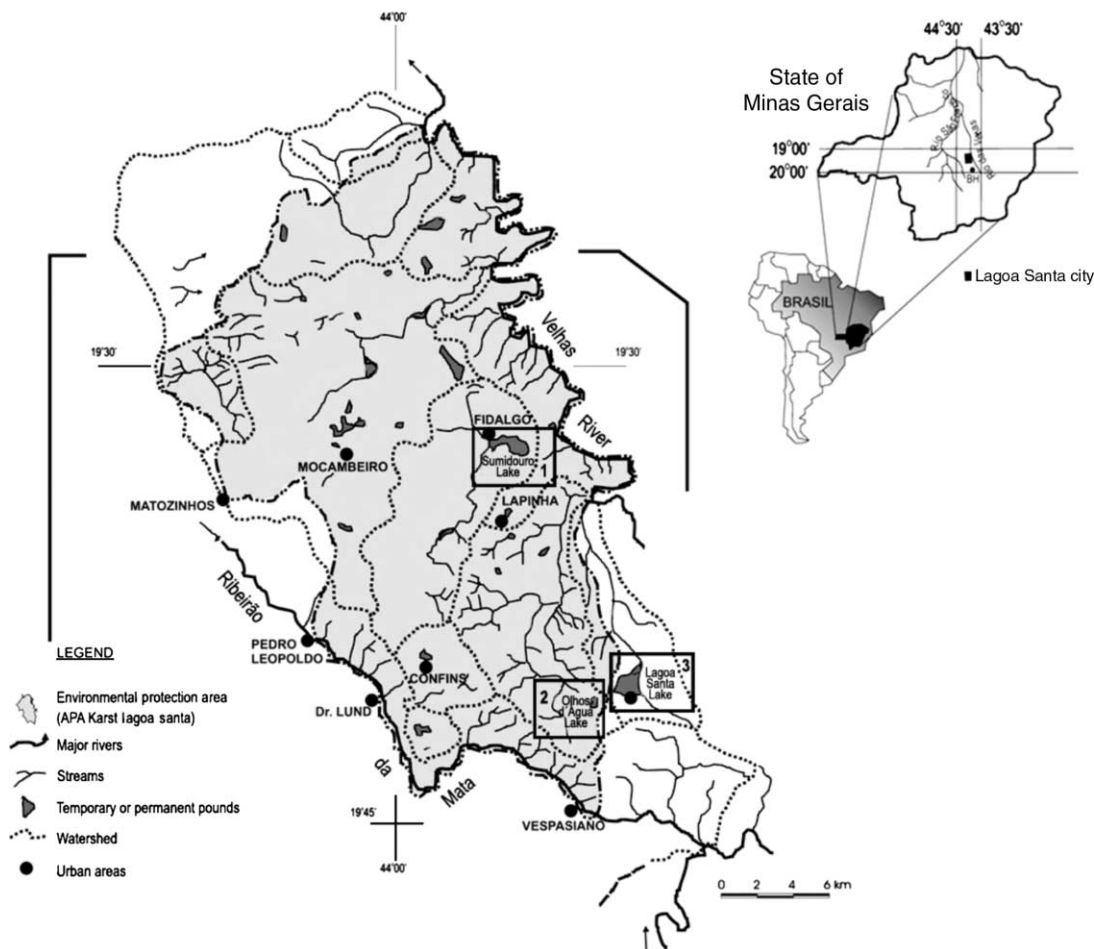 44°00'
44°30'
43°30'
State of
Minas Gerais
19°00'
20°00'
Lagoa Santa city
BRASIL
19°30'
19°30'
Velhas
River
FIDALGO
Sumidouro
Lake
1
MOCAMBEIRO
LAPINHA
MATOZINHOS
Ribeirão
da
Mata
PEDRO
LEOPOLDO
CONFINS
Dr. LUND
2
Olhos
d'Agua
Lake
3
Lagoa
Santa
Lake
VESPASIANO
19°45'
44°00'
LEGEND
Environmental protection area
(APA Karst lagoa santa)
Major rivers
Streams
Temporary or permanent pounds
Watershed
Urban areas
0 2 4 6 km